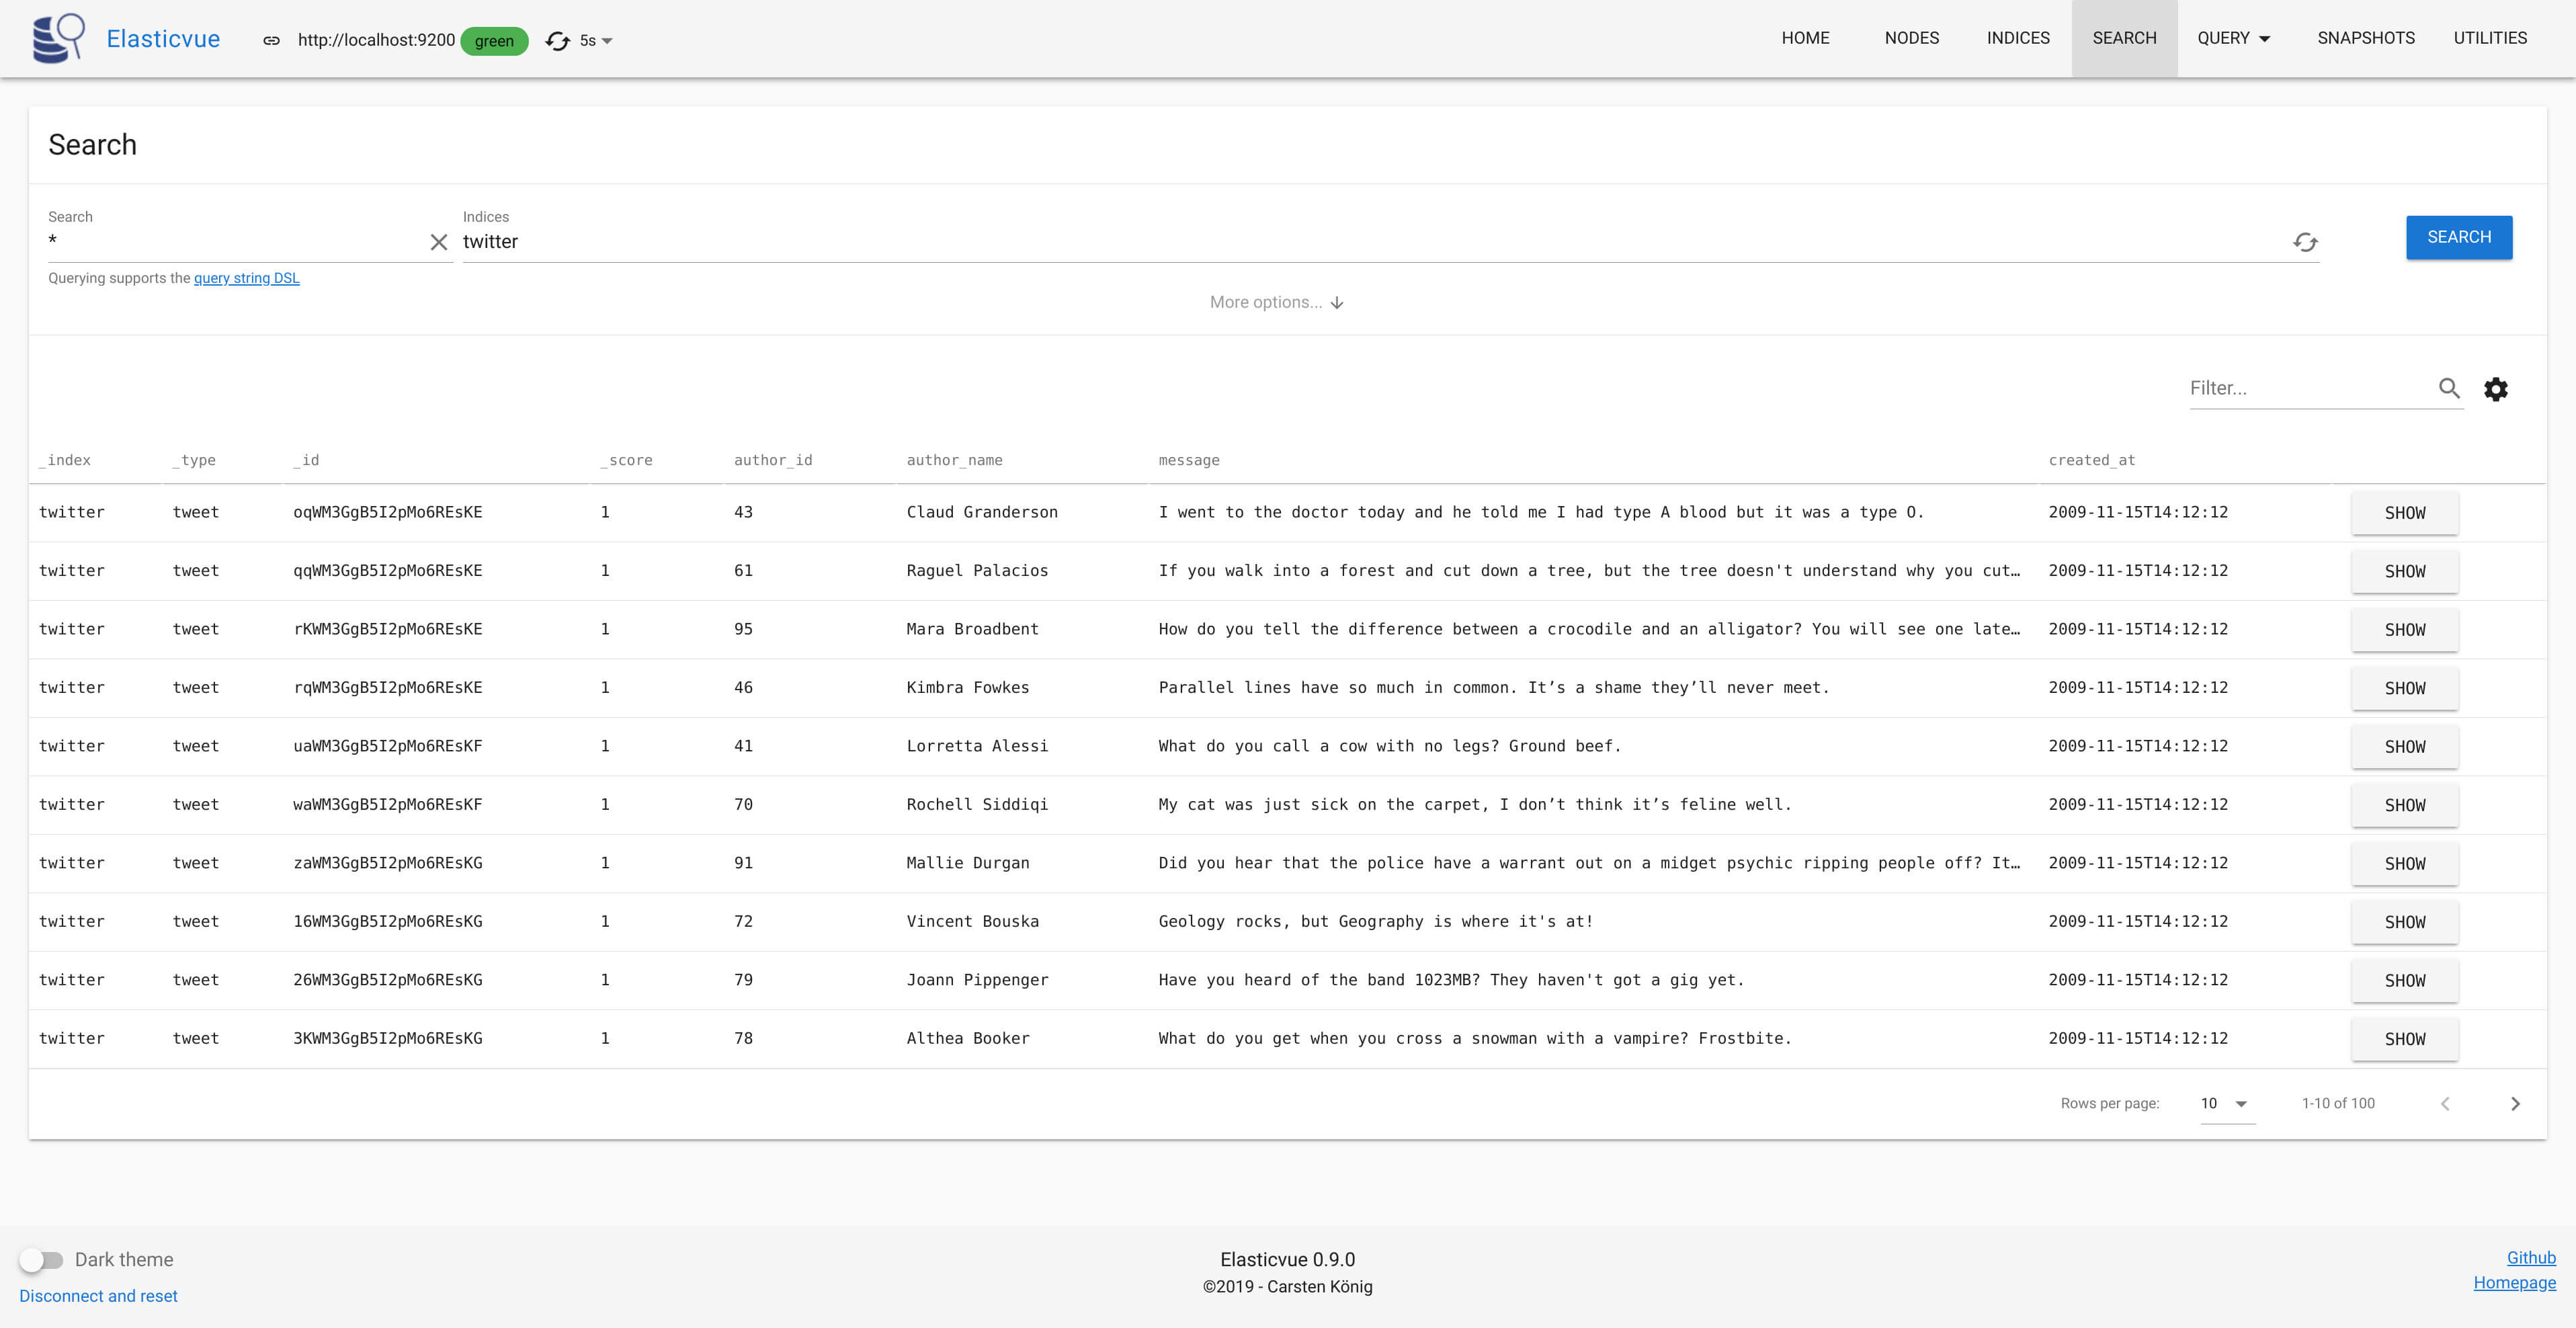 Elasticvue http://localhost:9200 green 5s HOME NODES INDICES SEARCH QUERY SNAPSHOTS UTILITIES
Search
Search Indices
* twitter SEARCH
Querying supports the query string DSL
More options...
Filter...
_index _type _id _score author_id author_name message created_at
twitter tweet oqWM3GgB5I2pMo6REsKE 1 43 Claud Granderson I went to the doctor today and he told me I had type A blood but it was a type O. 2009-11-15T14:12:12 SHOW
twitter tweet qqWM3GgB5I2pMo6REsKE 1 61 Raguel Palacios If you walk into a forest and cut down a tree, but the tree doesn't understand why you cut… 2009-11-15T14:12:12 SHOW
twitter tweet rKWM3GgB5I2pMo6REsKE 1 95 Mara Broadbent How do you tell the difference between a crocodile and an alligator? You will see one late… 2009-11-15T14:12:12 SHOW
twitter tweet rqWM3GgB5I2pMo6REsKE 1 46 Kimbra Fowkes Parallel lines have so much in common. It’s a shame they’ll never meet. 2009-11-15T14:12:12 SHOW
twitter tweet uaWM3GgB5I2pMo6REsKF 1 41 Lorretta Alessi What do you call a cow with no legs? Ground beef. 2009-11-15T14:12:12 SHOW
twitter tweet waWM3GgB5I2pMo6REsKF 1 70 Rochell Siddiqi My cat was just sick on the carpet, I don’t think it’s feline well. 2009-11-15T14:12:12 SHOW
twitter tweet zaWM3GgB5I2pMo6REsKG 1 91 Mallie Durgan Did you hear that the police have a warrant out on a midget psychic ripping people off? It… 2009-11-15T14:12:12 SHOW
twitter tweet 16WM3GgB5I2pMo6REsKG 1 72 Vincent Bouska Geology rocks, but Geography is where it's at! 2009-11-15T14:12:12 SHOW
twitter tweet 26WM3GgB5I2pMo6REsKG 1 79 Joann Pippenger Have you heard of the band 1023MB? They haven't got a gig yet. 2009-11-15T14:12:12 SHOW
twitter tweet 3KWM3GgB5I2pMo6REsKG 1 78 Althea Booker What do you get when you cross a snowman with a vampire? Frostbite. 2009-11-15T14:12:12 SHOW
Rows per page: 10 1-10 of 100
Dark theme Elasticvue 0.9.0 Github
Disconnect and reset ©2019 - Carsten König Homepage